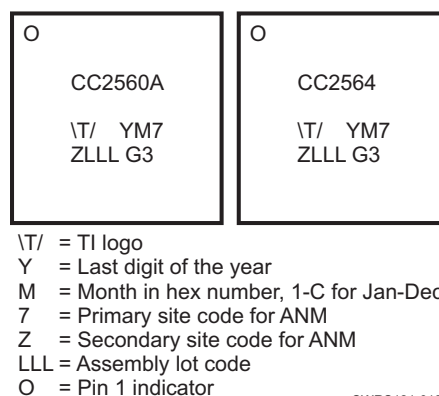 O
CC2560A
\T/ YM7
ZLLL G3
O
CC2564
\T/ YM7
ZLLL G3
\T/ = TI logo
Y = Last digit of the year
M = Month in hex number, 1-C for Jan-Dec
7 = Primary site code for ANM
Z = Secondary site code for ANM
LLL = Assembly lot code
O = Pin 1 indicator